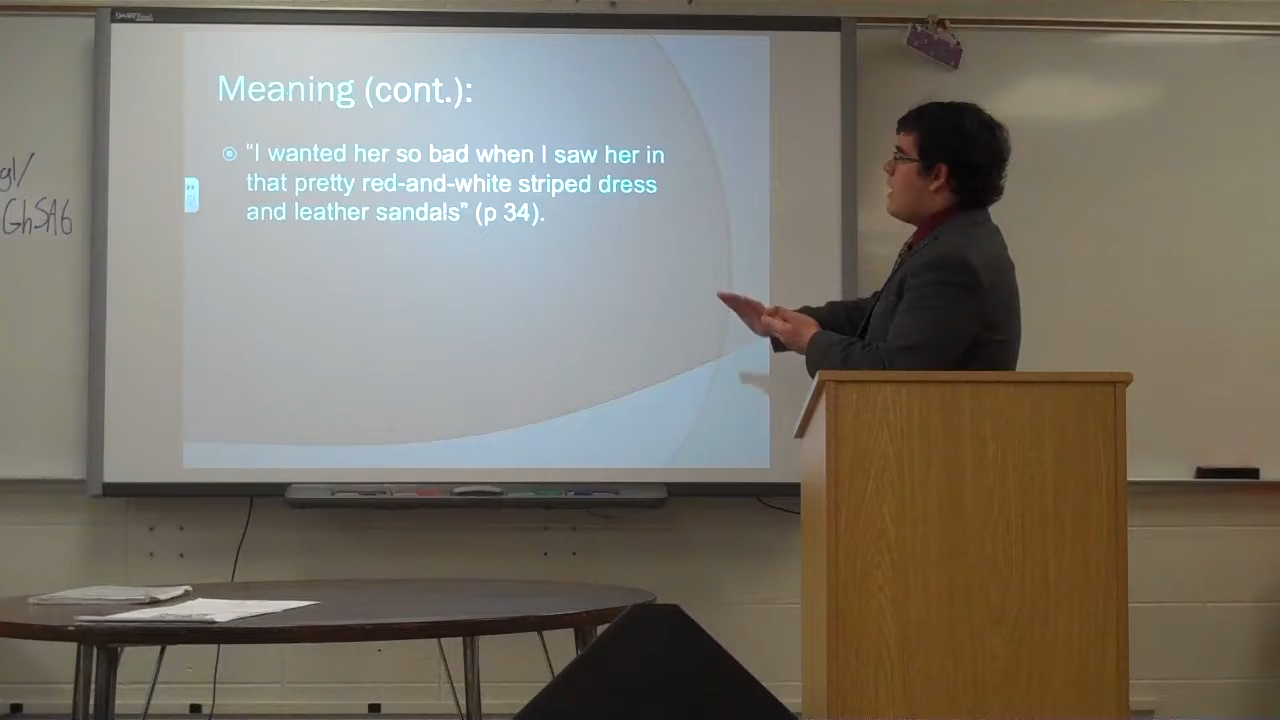 Meaning (cont.):
“I wanted her so bad when I saw her in
that pretty red-and-white striped dress
and leather sandals” (p 34).
gl/
GhSA6